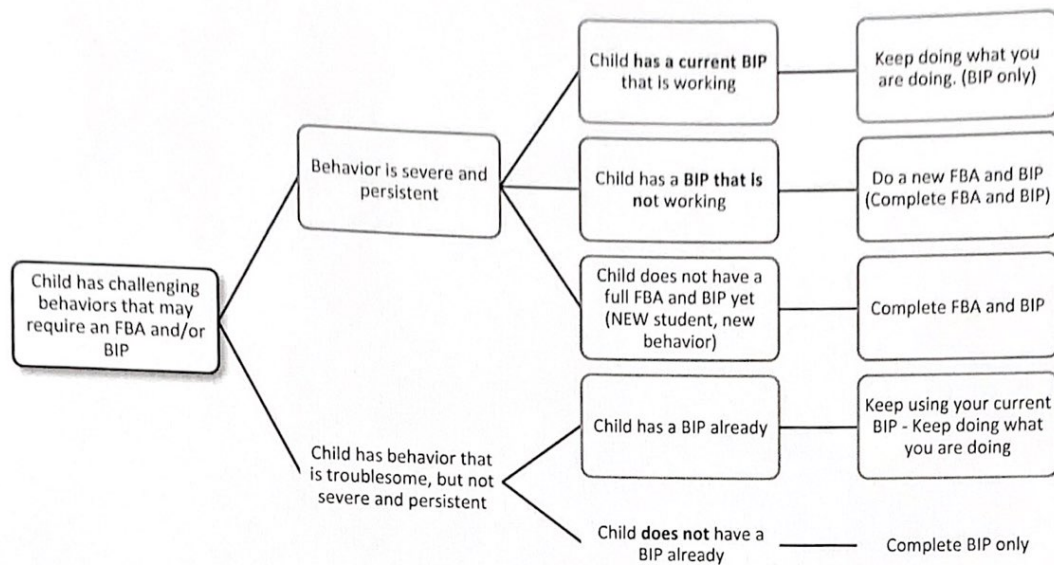 Child has challenging
behaviors that may
require an FBA and/or
BIP
Behavior is severe and
persistent
Child has a current BIP
that is working
Keep doing what you
are doing. (BIP only)
Child has a BIP that is
not working
Do a new FBA and BIP
(Complete FBA and BIP)
Child does not have a
full FBA and BIP yet
(NEW student, new
behavior)
Complete FBA and BIP
Child has behavior that
is troublesome, but not
severe and persistent
Child has a BIP already
Keep using your current
BIP - Keep doing what
you are doing
Child does not have a
BIP already
Complete BIP only